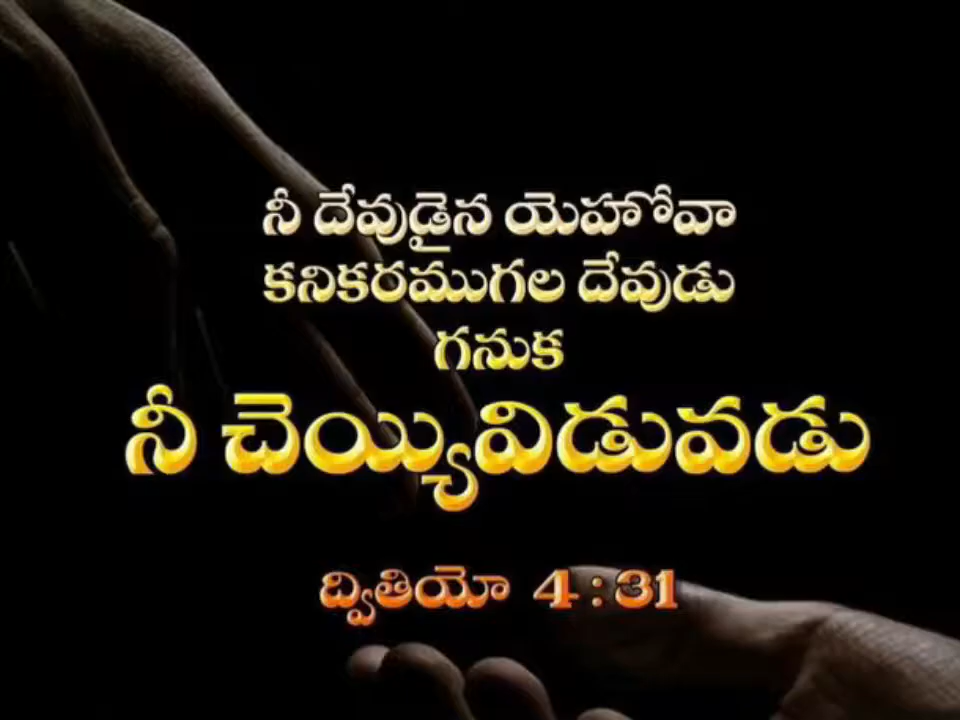 నీ దేవుడైన యెహోవా
కనికరముగల దేవుడు
గనుక
నీ చెయ్యివిడువడు
ద్వితియో 4:31